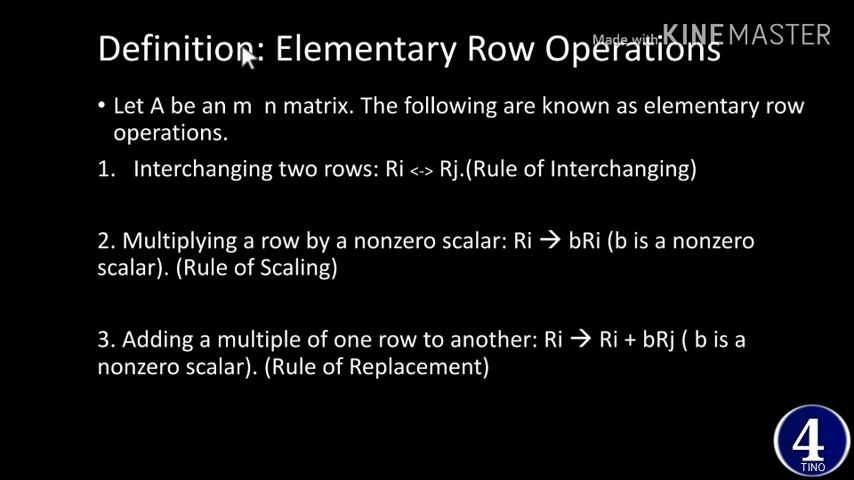 Definition: Elementary Row Operations
Made with KINEMASTER
• Let A be an m n matrix. The following are known as elementary row
operations.
1. Interchanging two rows: Ri <-> Rj.(Rule of Interchanging)
2. Multiplying a row by a nonzero scalar: Ri → bRi (b is a nonzero
scalar). (Rule of Scaling)
3. Adding a multiple of one row to another: Ri → Ri + bRj ( b is a
nonzero scalar). (Rule of Replacement)
4
TINO